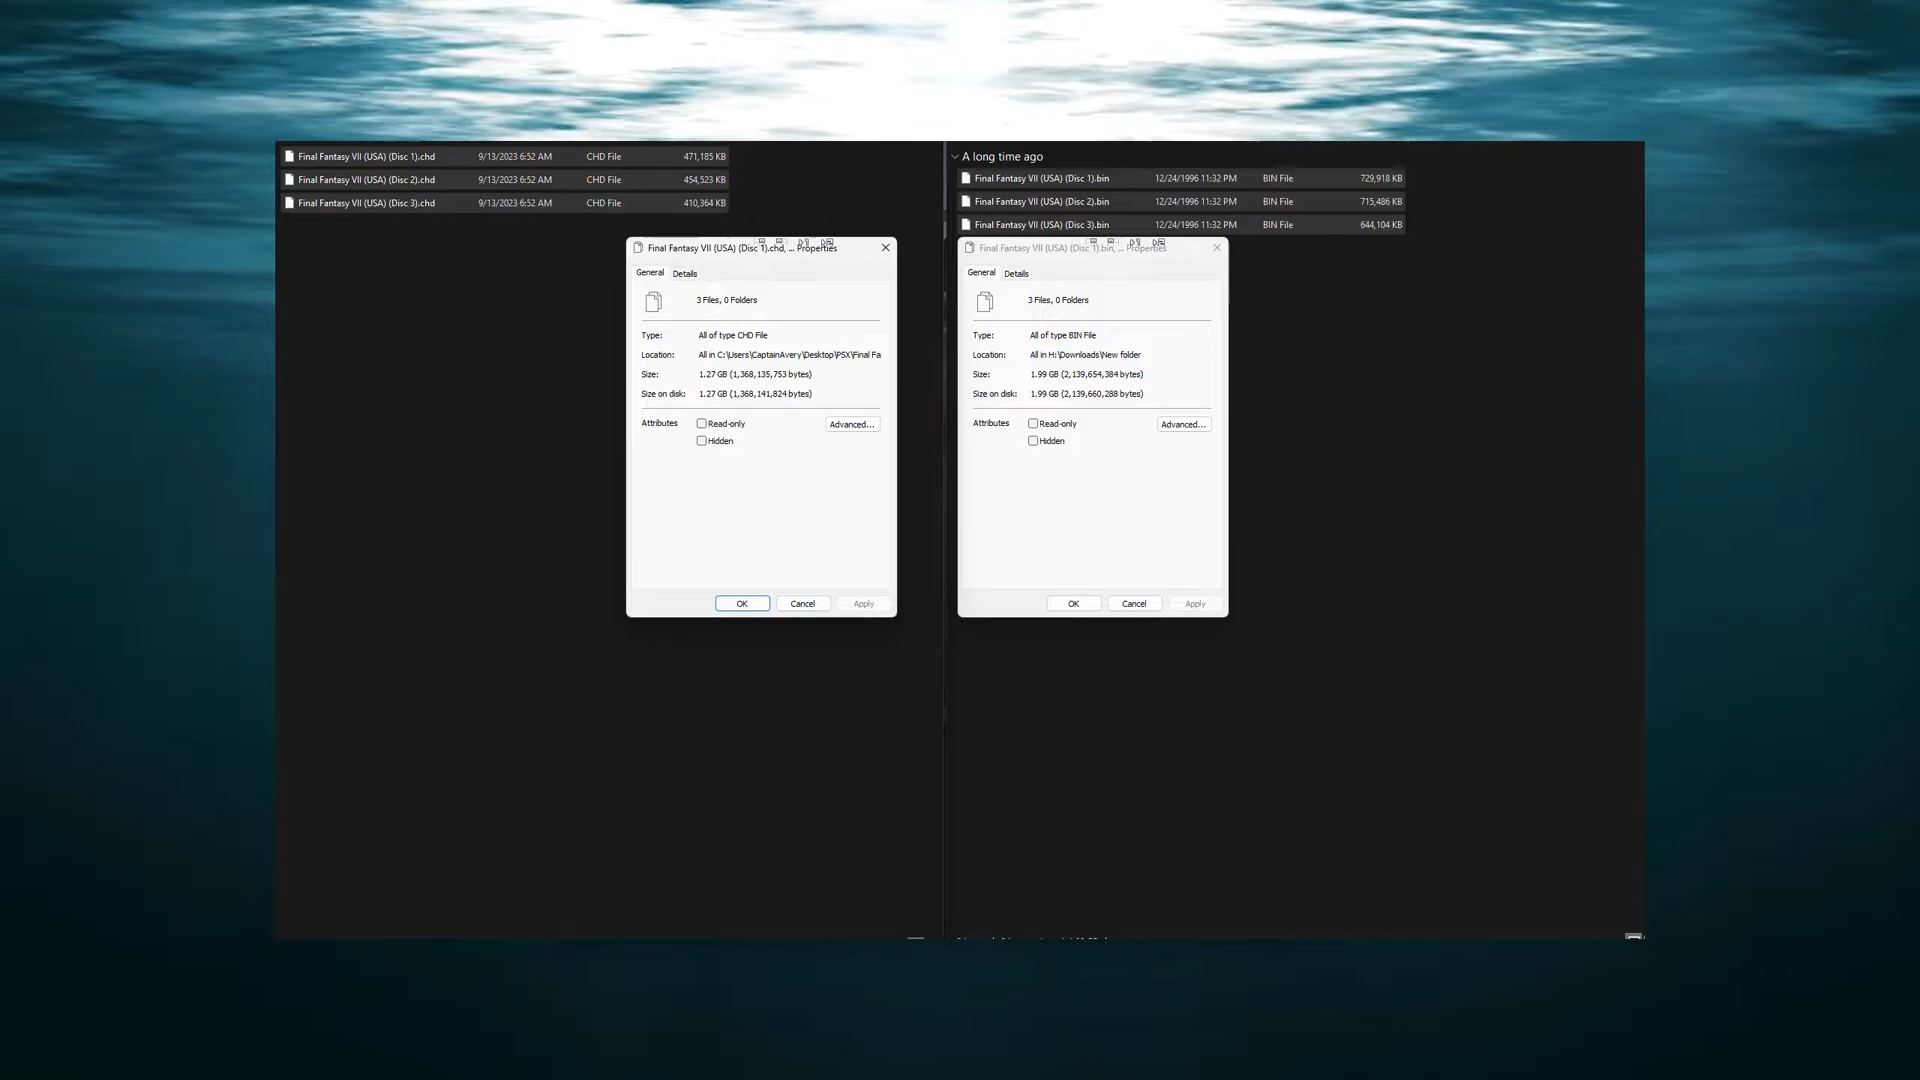 Final Fantasy VII (USA) (Disc 1).chd 9/13/2023 6:52 AM CHD File 471,185 KB
Final Fantasy VII (USA) (Disc 2).chd 9/13/2023 6:52 AM CHD File 454,523 KB
Final Fantasy VII (USA) (Disc 3).chd 9/13/2023 6:52 AM CHD File 410,364 KB
Final Fantasy VII (USA) (Disc 1).chd, ... Properties
General Details
3 Files, 0 Folders
Type: All of type CHD File
Location: All in C:\Users\CaptainAvery\Desktop\PSX\Final Fa
Size: 1.27 GB (1,368,135,753 bytes)
Size on disk: 1.27 GB (1,368,141,824 bytes)
Attributes Read-only Advanced...
Hidden
OK Cancel Apply
A long time ago
Final Fantasy VII (USA) (Disc 1).bin 12/24/1996 11:32 PM BIN File 729,918 KB
Final Fantasy VII (USA) (Disc 2).bin 12/24/1996 11:32 PM BIN File 715,486 KB
Final Fantasy VII (USA) (Disc 3).bin 12/24/1996 11:32 PM BIN File 644,104 KB
Final Fantasy VII (USA) (Disc 1).bin, ... Properties
General Details
3 Files, 0 Folders
Type: All of type BIN File
Location: All in H:\Downloads\New folder
Size: 1.99 GB (2,139,654,384 bytes)
Size on disk: 1.99 GB (2,139,660,288 bytes)
Attributes Read-only Advanced...
Hidden
OK Cancel Apply